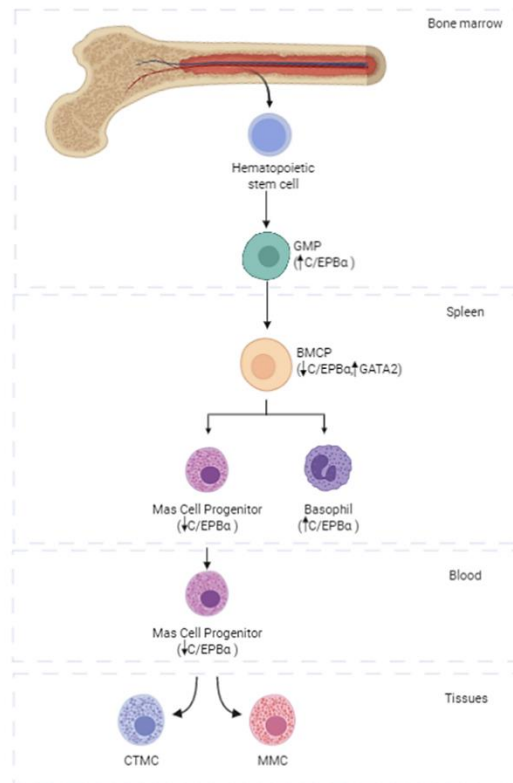 Bone marrow
Hematopoietic
stem cell
GMP
(↑C/EPBα )
Spleen
BMCP
(↓C/EPBα,↑GATA2)
Mas Cell Progenitor
(↓C/EPBα )
Basophil
(↑C/EPBα )
Blood
Mas Cell Progenitor
(↓C/EPBα )
Tissues
CTMC
MMC